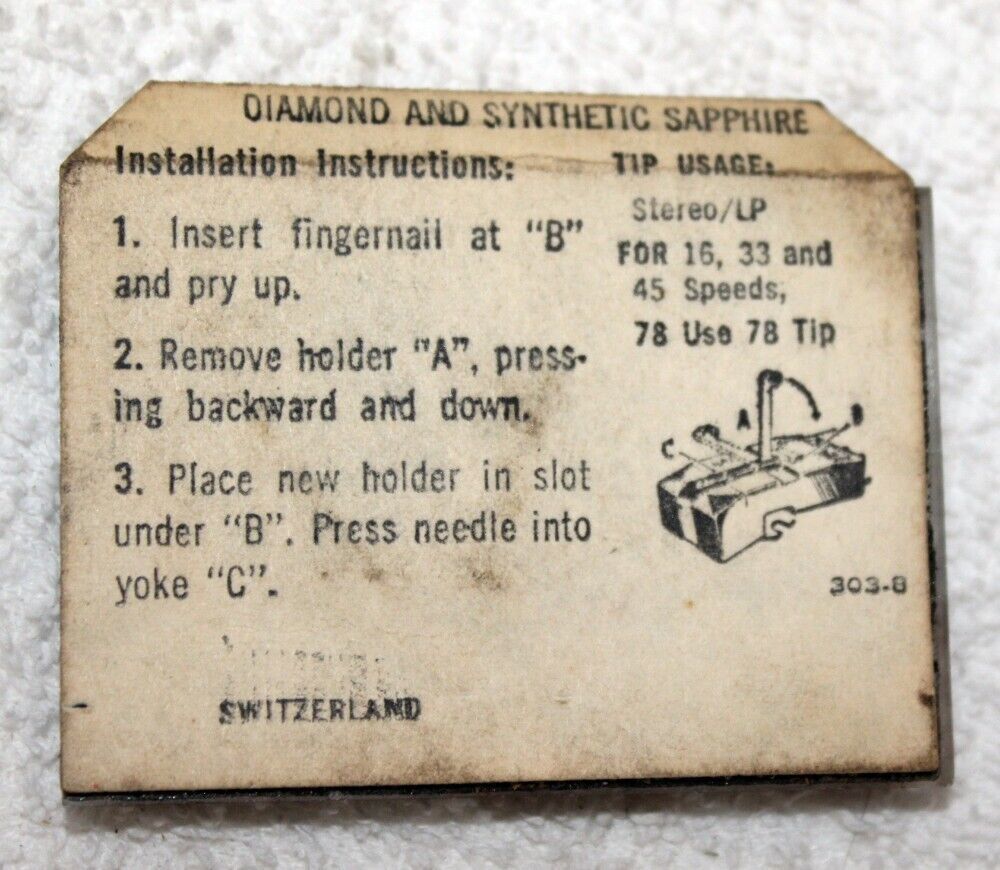 DIAMOND AND SYNTHETIC SAPPHIRE
Installation Instructions:
1. Insert fingernail at "B"
and pry up.
2. Remove holder "A", press-
ing backward and down.
3. Place new holder in slot
under "B". Press needle into
yoke "C".
SWITZERLAND
TIP USAGE:
Stereo/LP
FOR 16, 33 and
45 Speeds,
78 Use 78 Tip
A
B
C
303-8